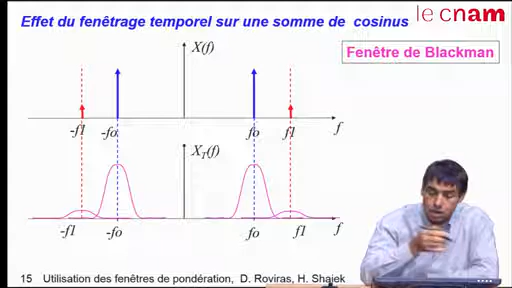 Effet du fenêtrage temporel sur une somme de cosinus
le cnam
X(f)
Fenêtre de Blackman
-f1 -fo fo f1 f
XT(f)
-f1 -fo fo f1 f
15 Utilisation des fenêtres de pondération, D. Roviras, H. Shaiek